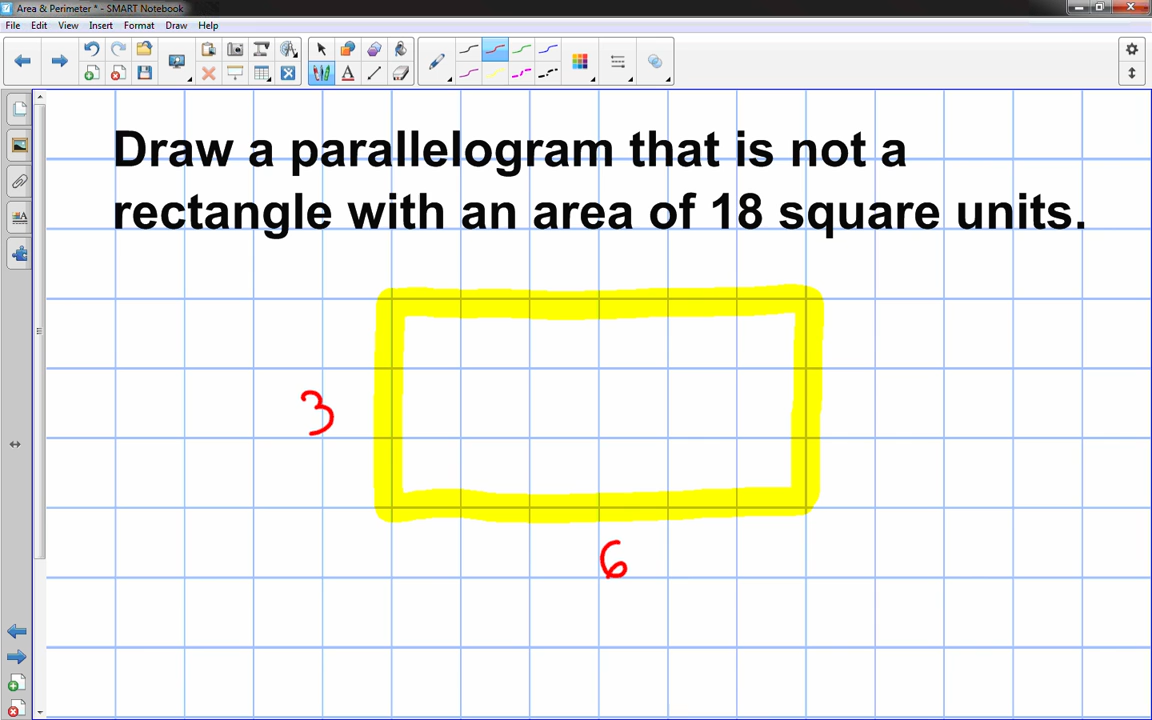 Area & Perimeter * - SMART Notebook
File Edit View Insert Format Draw Help
Draw a parallelogram that is not a
rectangle with an area of 18 square units.
3
6